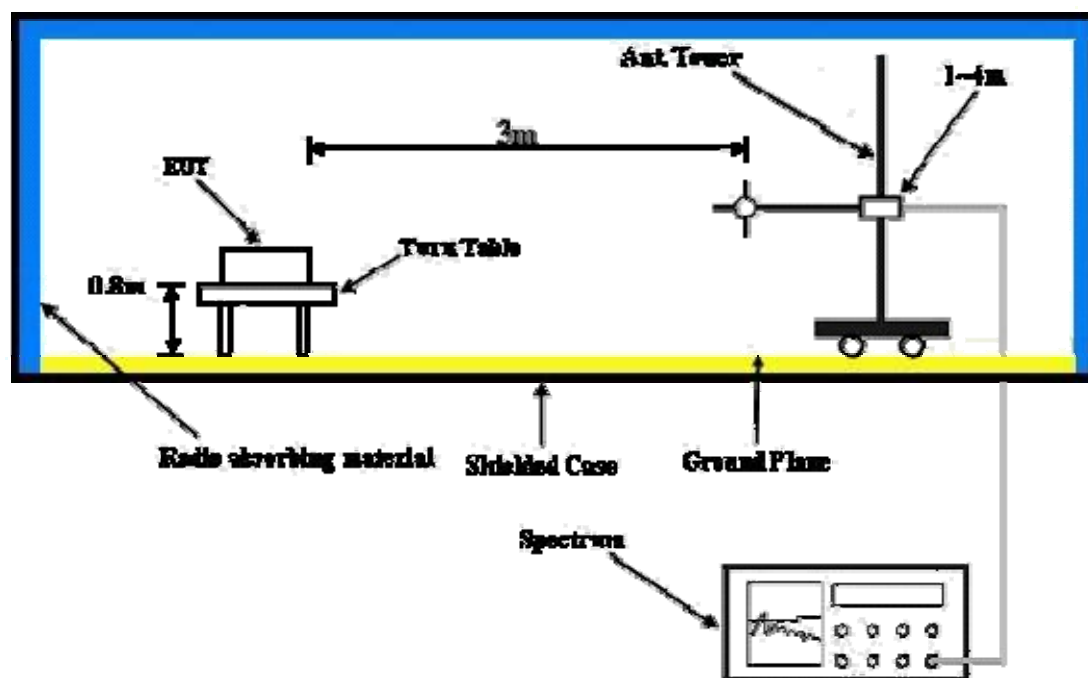 Ant. Tower
1~4m
3m
EUT
Turn Table
0.8m
Radio absorbing material
Shielded Case
Ground Plane
Spectrum